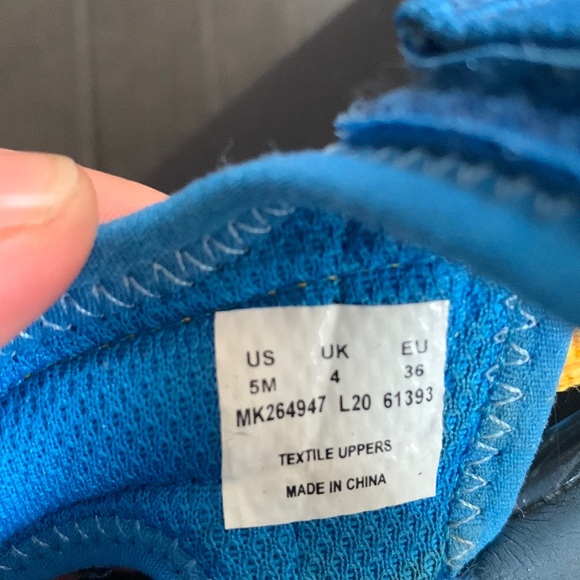 US UK EU
5M 4 36
MK264947 L20 61393
TEXTILE UPPERS
MADE IN CHINA